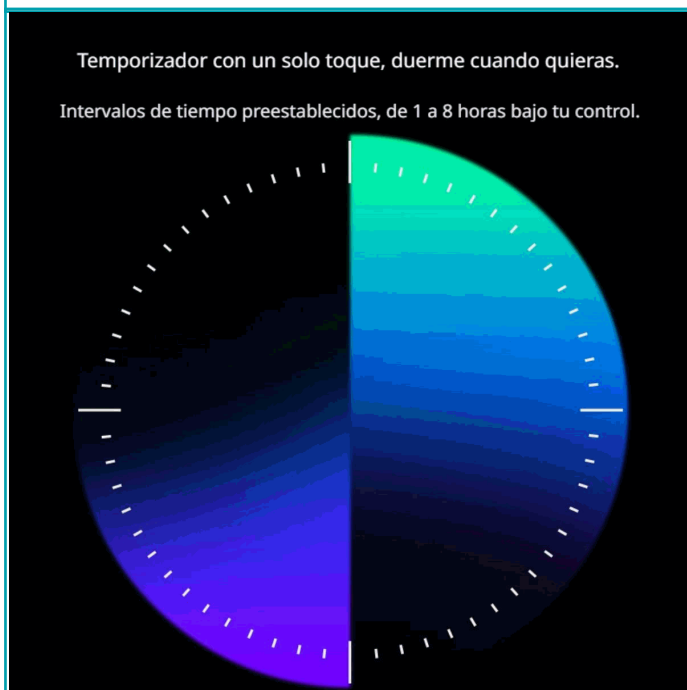 Temporizador con un solo toque, duerme cuando quieras.
Intervalos de tiempo preestablecidos, de 1 a 8 horas bajo tu control.